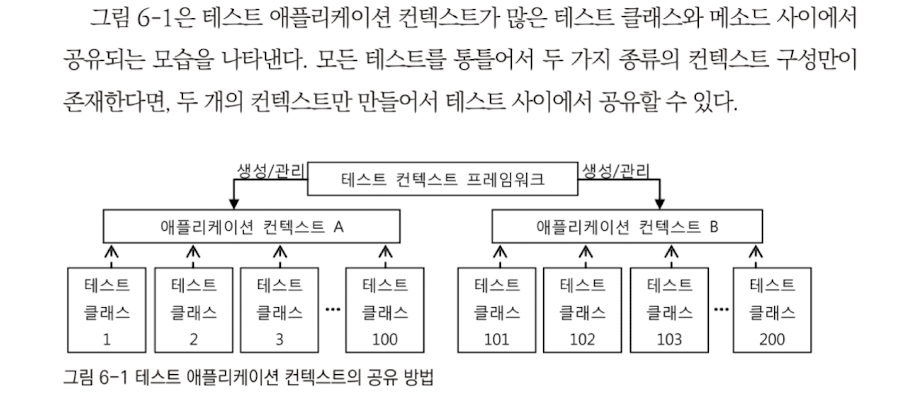 그림 6-1은 테스트 애플리케이션 컨텍스트가 많은 테스트 클래스와 메소드 사이에서
공유되는 모습을 나타낸다. 모든 테스트를 통틀어서 두 가지 종류의 컨텍스트 구성만이
존재한다면, 두 개의 컨텍스트만 만들어서 테스트 사이에서 공유할 수 있다.
생성/관리 테스트 컨텍스트 프레임워크 생성/관리
애플리케이션 컨텍스트 A 애플리케이션 컨텍스트 B
테스트 테스트 테스트 테스트 테스트 테스트 테스트 테스트
클래스 클래스 클래스 ... 클래스 클래스 클래스 클래스 ... 클래스
1 2 3 100 101 102 103 200
그림 6-1 테스트 애플리케이션 컨텍스트의 공유 방법